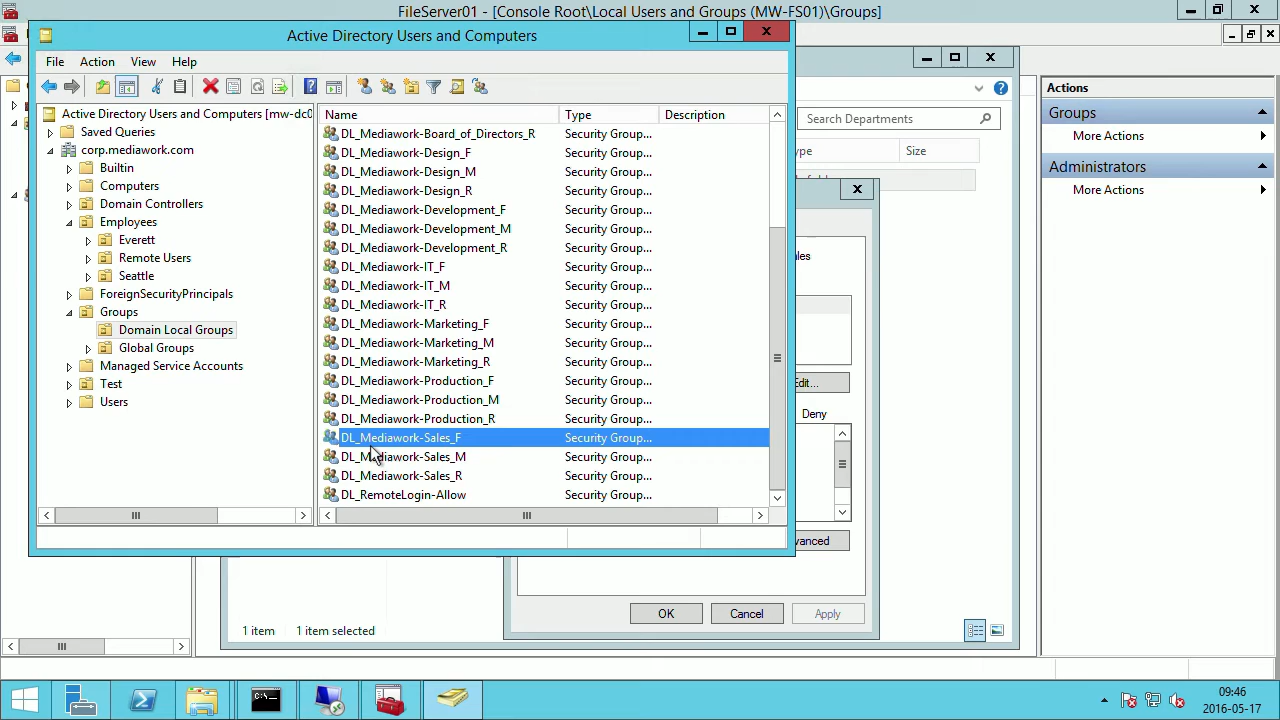 FileServer01 - [Console Root\Local Users and Groups (MW-FS01)\Groups]
Active Directory Users and Computers
File Action View Help
Active Directory Users and Computers [mw-dc0
Saved Queries
corp.mediawork.com
Builtin
Computers
Domain Controllers
Employees
Everett
Remote Users
Seattle
ForeignSecurityPrincipals
Groups
Domain Local Groups
Global Groups
Managed Service Accounts
Test
Users
Name Type Description
DL_Mediawork-Board_of_Directors_R Security Group...
DL_Mediawork-Design_F Security Group...
DL_Mediawork-Design_M Security Group...
DL_Mediawork-Design_R Security Group...
DL_Mediawork-Development_F Security Group...
DL_Mediawork-Development_M Security Group...
DL_Mediawork-Development_R Security Group...
DL_Mediawork-IT_F Security Group...
DL_Mediawork-IT_M Security Group...
DL_Mediawork-IT_R Security Group...
DL_Mediawork-Marketing_F Security Group...
DL_Mediawork-Marketing_M Security Group...
DL_Mediawork-Marketing_R Security Group...
DL_Mediawork-Production_F Security Group...
DL_Mediawork-Production_M Security Group...
DL_Mediawork-Production_R Security Group...
DL_Mediawork-Sales_F Security Group...
DL_Mediawork-Sales_M Security Group...
DL_Mediawork-Sales_R Security Group...
DL_RemoteLogin-Allow Security Group...
Search Departments
ype Size
ales
Edit...
Deny
vanced
OK Cancel Apply
1 item 1 item selected
Actions
Groups
More Actions
Administrators
More Actions
09:46
2016-05-17